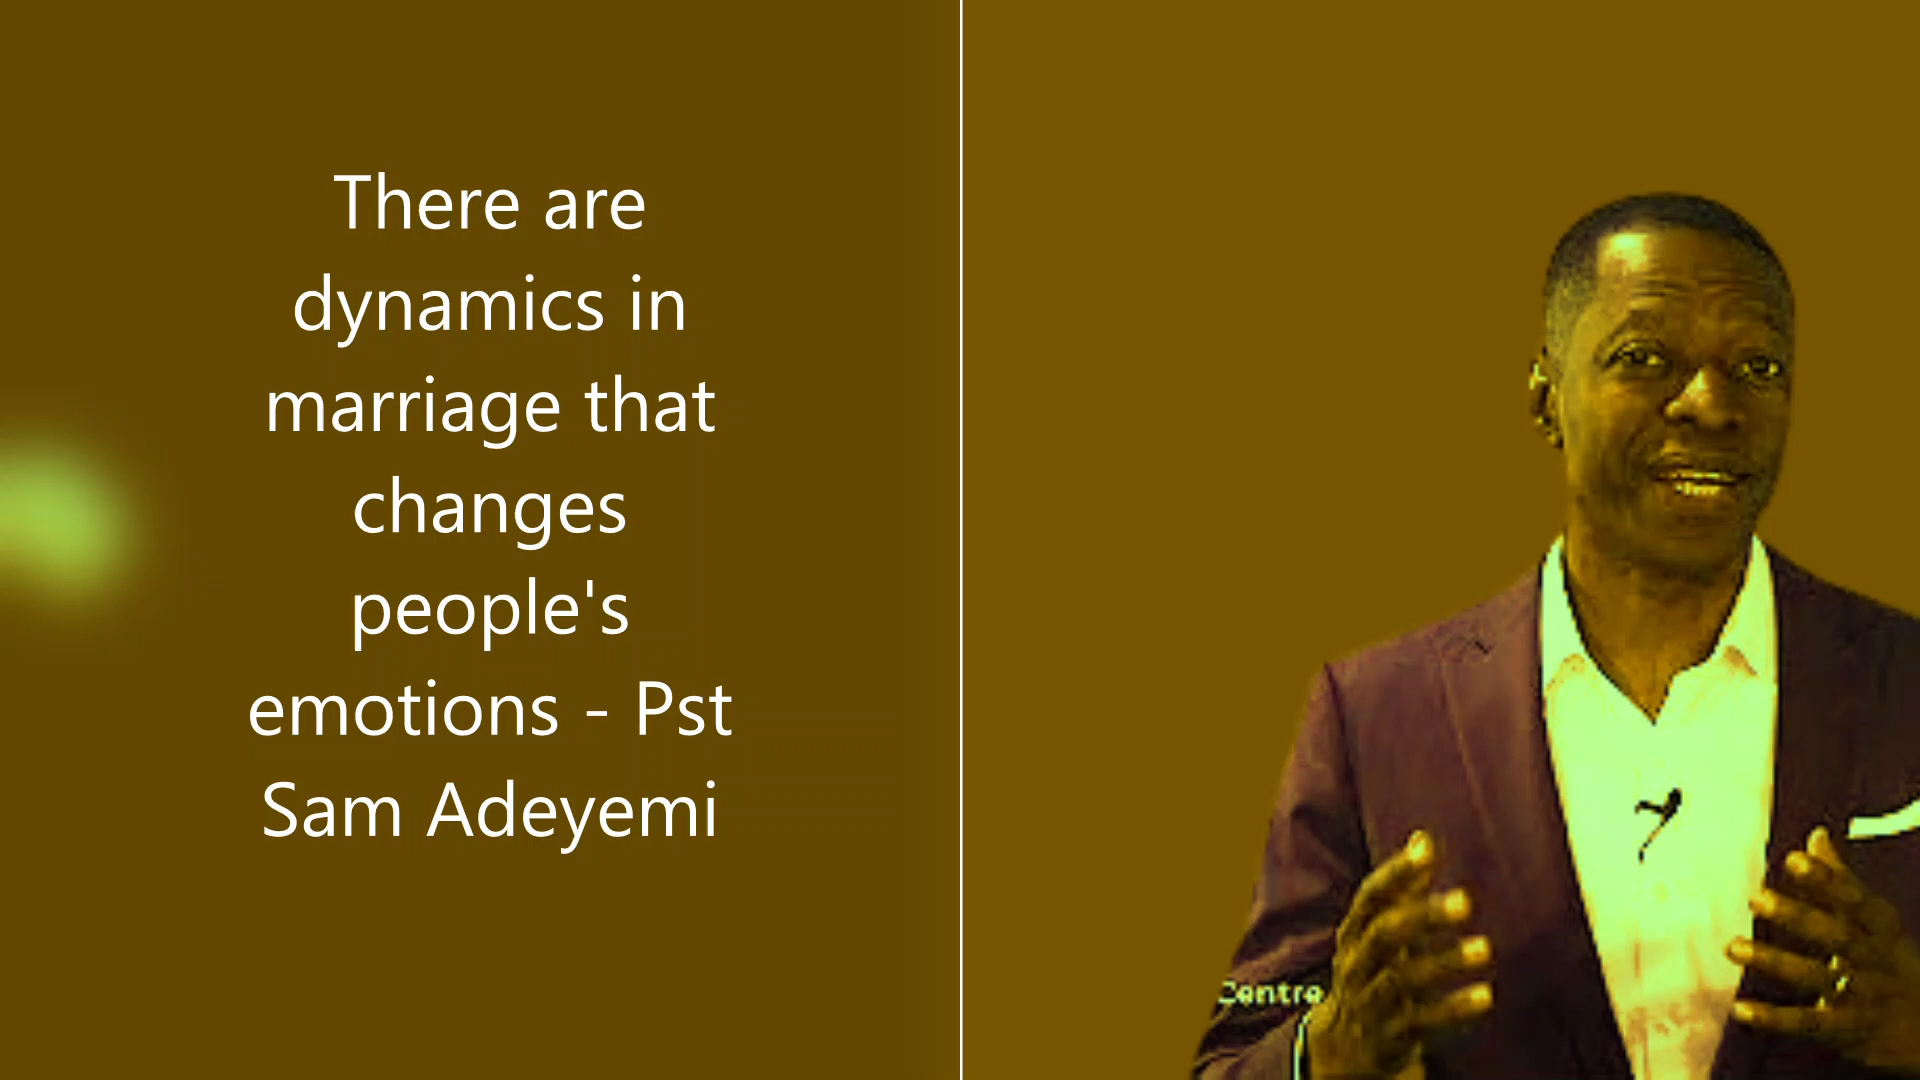 There are
dynamics in
marriage that
changes
people's
emotions - Pst
Sam Adeyemi
Centre